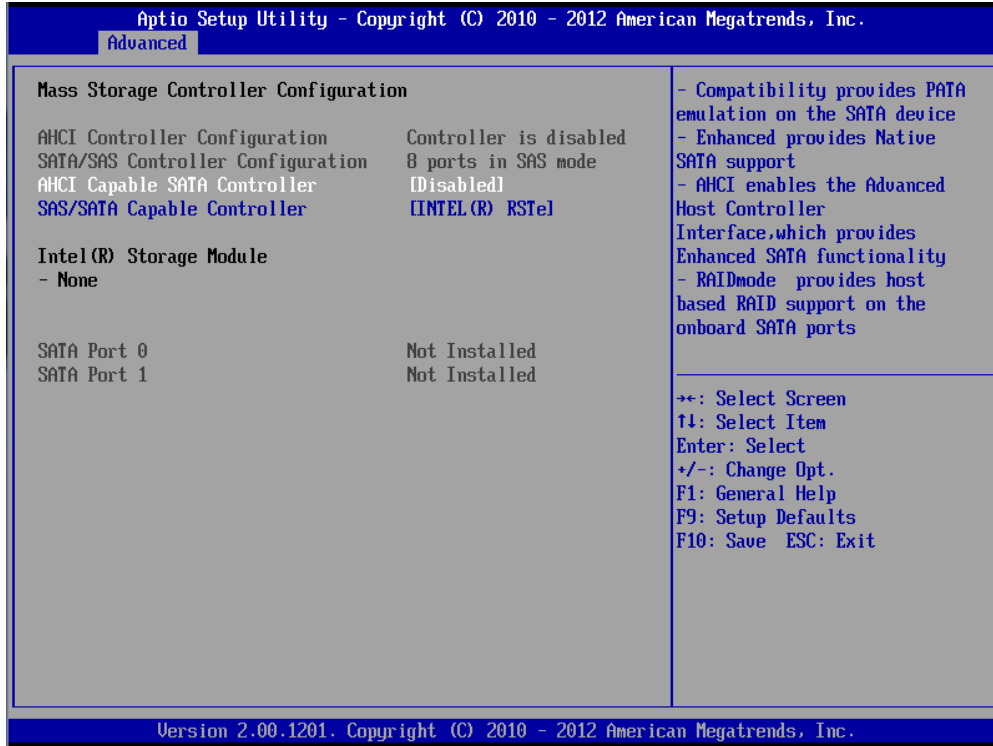 Aptio Setup Utility - Copyright (C) 2010 - 2012 American Megatrends, Inc.
Advanced
Mass Storage Controller Configuration
AHCI Controller Configuration Controller is disabled
SATA/SAS Controller Configuration 8 ports in SAS mode
AHCI Capable SATA Controller [Disabled]
SAS/SATA Capable Controller [INTEL(R) RSTe]
Intel(R) Storage Module
- None
SATA Port 0 Not Installed
SATA Port 1 Not Installed
- Compatibility provides PATA
emulation on the SATA device
- Enhanced provides Native
SATA support
- AHCI enables the Advanced
Host Controller
Interface,which provides
Enhanced SATA functionality
- RAIDmode  provides host
based RAID support on the
onboard SATA ports
→←: Select Screen
↑↓: Select Item
Enter: Select
+/-: Change Opt.
F1: General Help
F9: Setup Defaults
F10: Save  ESC: Exit
Version 2.00.1201. Copyright (C) 2010 - 2012 American Megatrends, Inc.